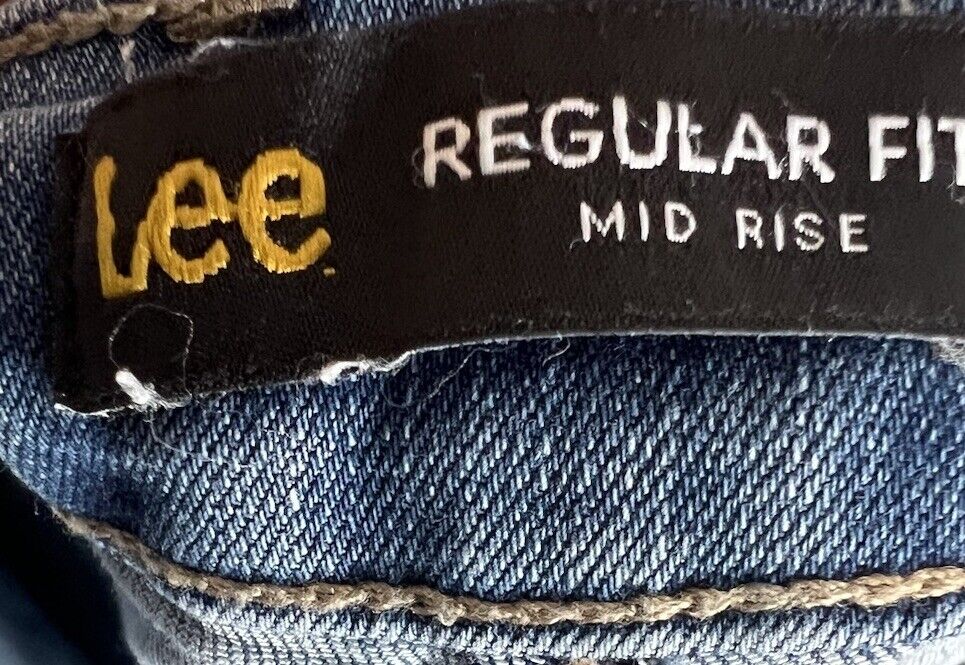 Lee
REGULAR FIT
MID RISE